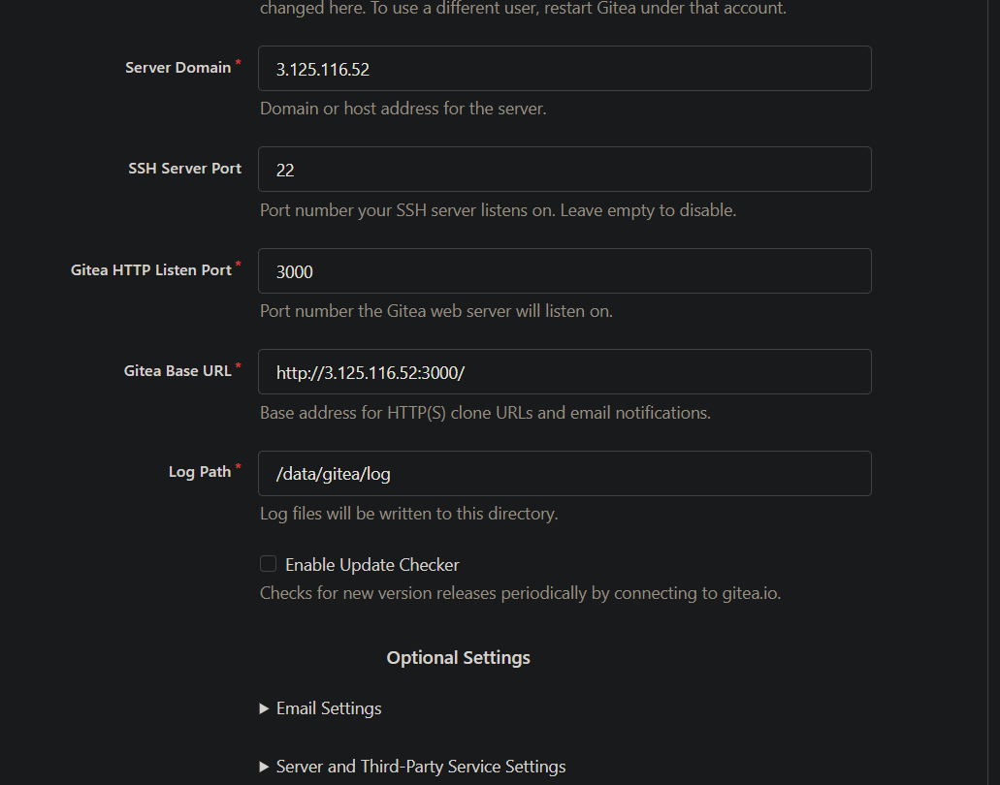 changed here. To use a different user, restart Gitea under that account.
Server Domain *
3.125.116.52
Domain or host address for the server.
SSH Server Port
22
Port number your SSH server listens on. Leave empty to disable.
Gitea HTTP Listen Port *
3000
Port number the Gitea web server will listen on.
Gitea Base URL *
http://3.125.116.52:3000/
Base address for HTTP(S) clone URLs and email notifications.
Log Path *
/data/gitea/log
Log files will be written to this directory.
Enable Update Checker
Checks for new version releases periodically by connecting to gitea.io.
Optional Settings
Email Settings
Server and Third-Party Service Settings